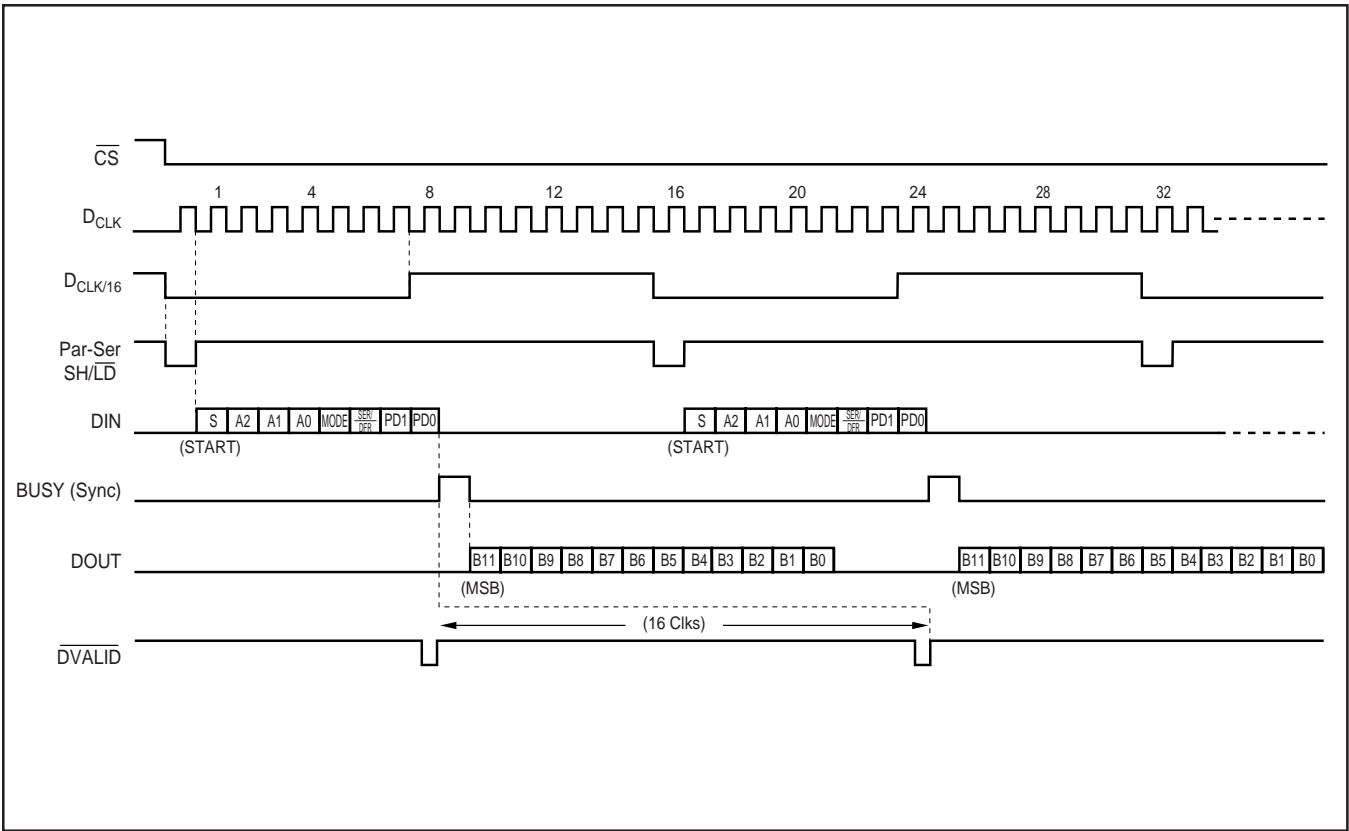 CS
1 4 8 12 16 20 24 28 32
DCLK
DCLK/16
Par-Ser
SH/LD
DIN S A2 A1 A0 MODE SER/DFR PD1 PD0 S A2 A1 A0 MODE SER/DFR PD1 PD0
(START) (START)
BUSY (Sync)
DOUT B11 B10 B9 B8 B7 B6 B5 B4 B3 B2 B1 B0 B11 B10 B9 B8 B7 B6 B5 B4 B3 B2 B1 B0
(MSB) (MSB)
(16 Clks)
DVALID